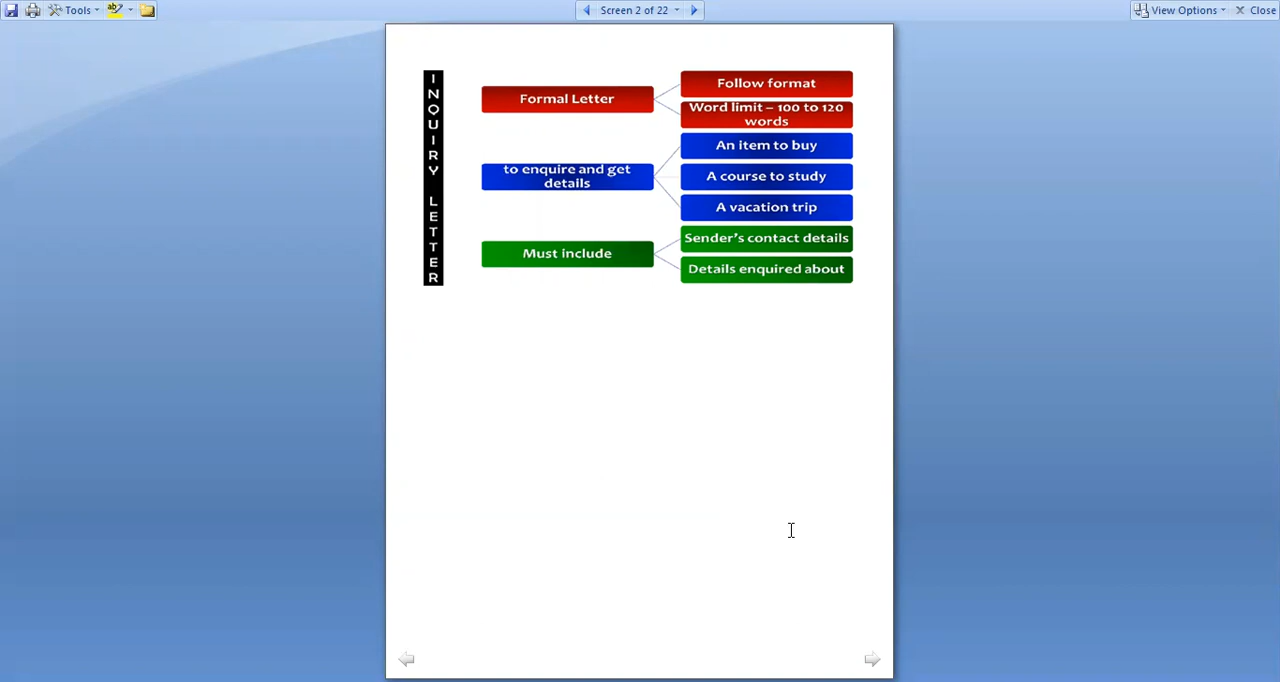 Tools
Screen 2 of 22
View Options
Close
INQUIRY LETTER
Formal Letter
Follow format
Word limit – 100 to 120
words
to enquire and get
details
An item to buy
A course to study
A vacation trip
Must include
Sender's contact details
Details enquired about